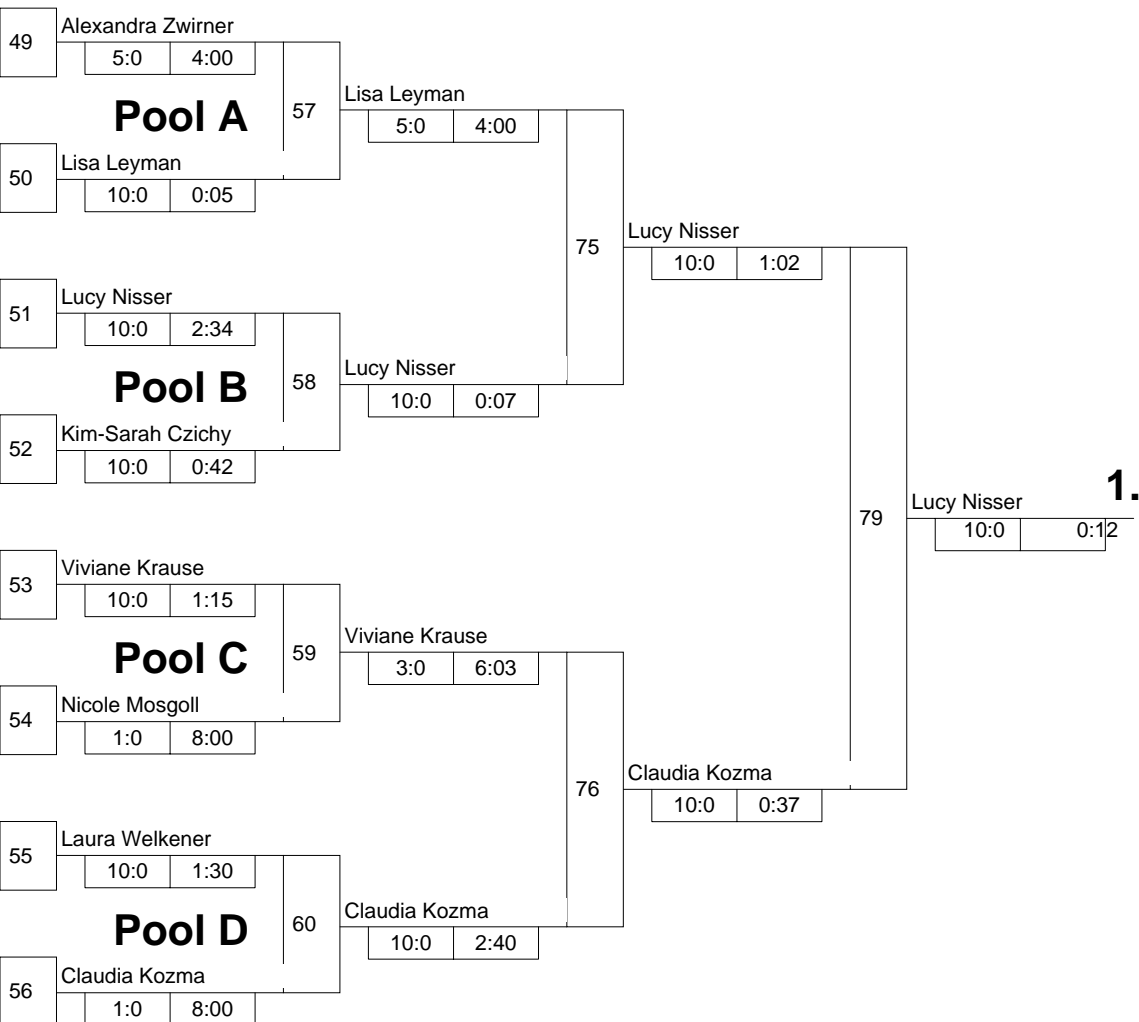 49 Alexandra Zwirner
5:0 4:00
Pool A 57 Lisa Leyman
5:0 4:00
50 Lisa Leyman
10:0 0:05
75 Lucy Nisser
10:0 1:02
51 Lucy Nisser
10:0 2:34
Pool B 58 Lucy Nisser
10:0 0:07
52 Kim-Sarah Czichy
10:0 0:42
79 Lucy Nisser 1.
10:0 0:12
53 Viviane Krause
10:0 1:15
Pool C 59 Viviane Krause
3:0 6:03
54 Nicole Mosgoll
1:0 8:00
76 Claudia Kozma
10:0 0:37
55 Laura Welkener
10:0 1:30
Pool D 60 Claudia Kozma
10:0 2:40
56 Claudia Kozma
1:0 8:00